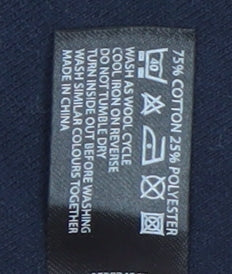 75% COTTON 25% POLYESTER
40
WASH AS WOOL CYCLE
COOL IRON ON REVERSE
DO NOT TUMBLE DRY
TURN INSIDE OUT BEFORE WASHING
WASH SIMILAR COLOURS TOGETHER
MADE IN CHINA